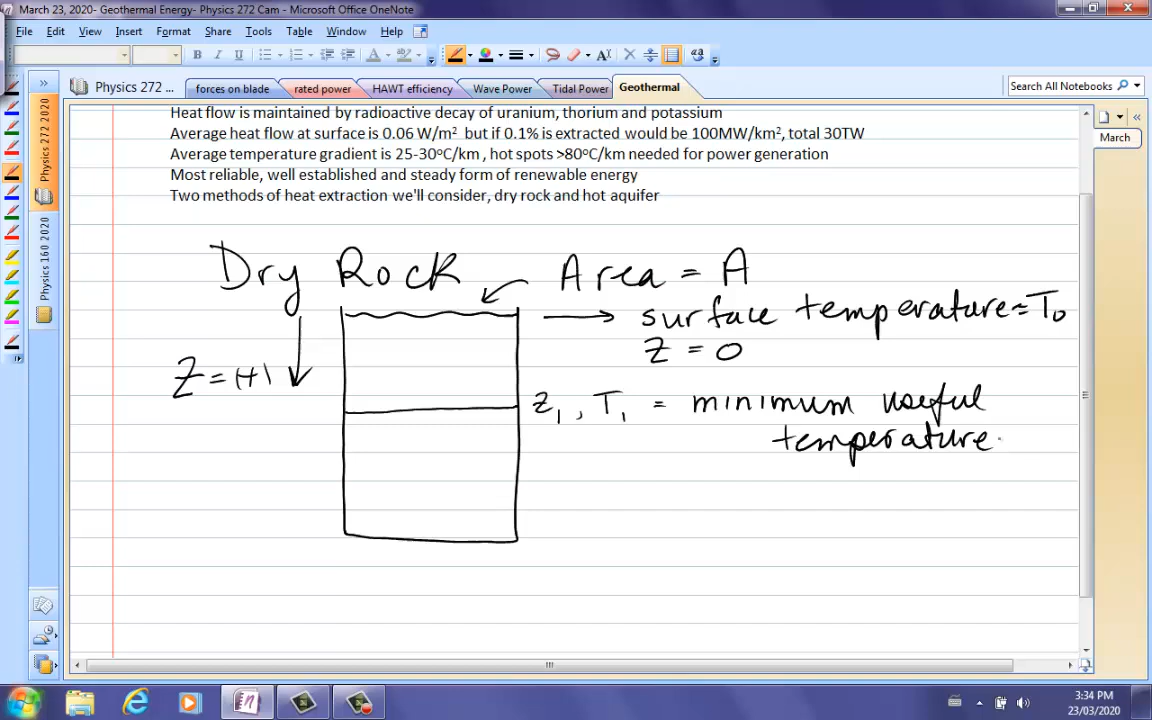 March 23, 2020- Geothermal Energy- Physics 272 Cam - Microsoft Office OneNote
File Edit View Insert Format Share Tools Table Window Help
B I U A ab
Physics 272 ... forces on blade rated power HAWT efficiency Wave Power Tidal Power Geothermal Search All Notebooks
March
Physics 272 2020
Physics 160 2020
Heat flow is maintained by radioactive decay of uranium, thorium and potassium
Average heat flow at surface is 0.06 W/m² but if 0.1% is extracted would be 100MW/km², total 30TW
Average temperature gradient is 25-30°C/km , hot spots >80°C/km needed for power generation
Most reliable, well established and steady form of renewable energy
Two methods of heat extraction we'll consider, dry rock and hot aquifer
Dry Rock Area = A
surface temperature = T₀
Z = 0
Z = (+)
z₁, T₁ = minimum useful
temperature
3:34 PM
23/03/2020